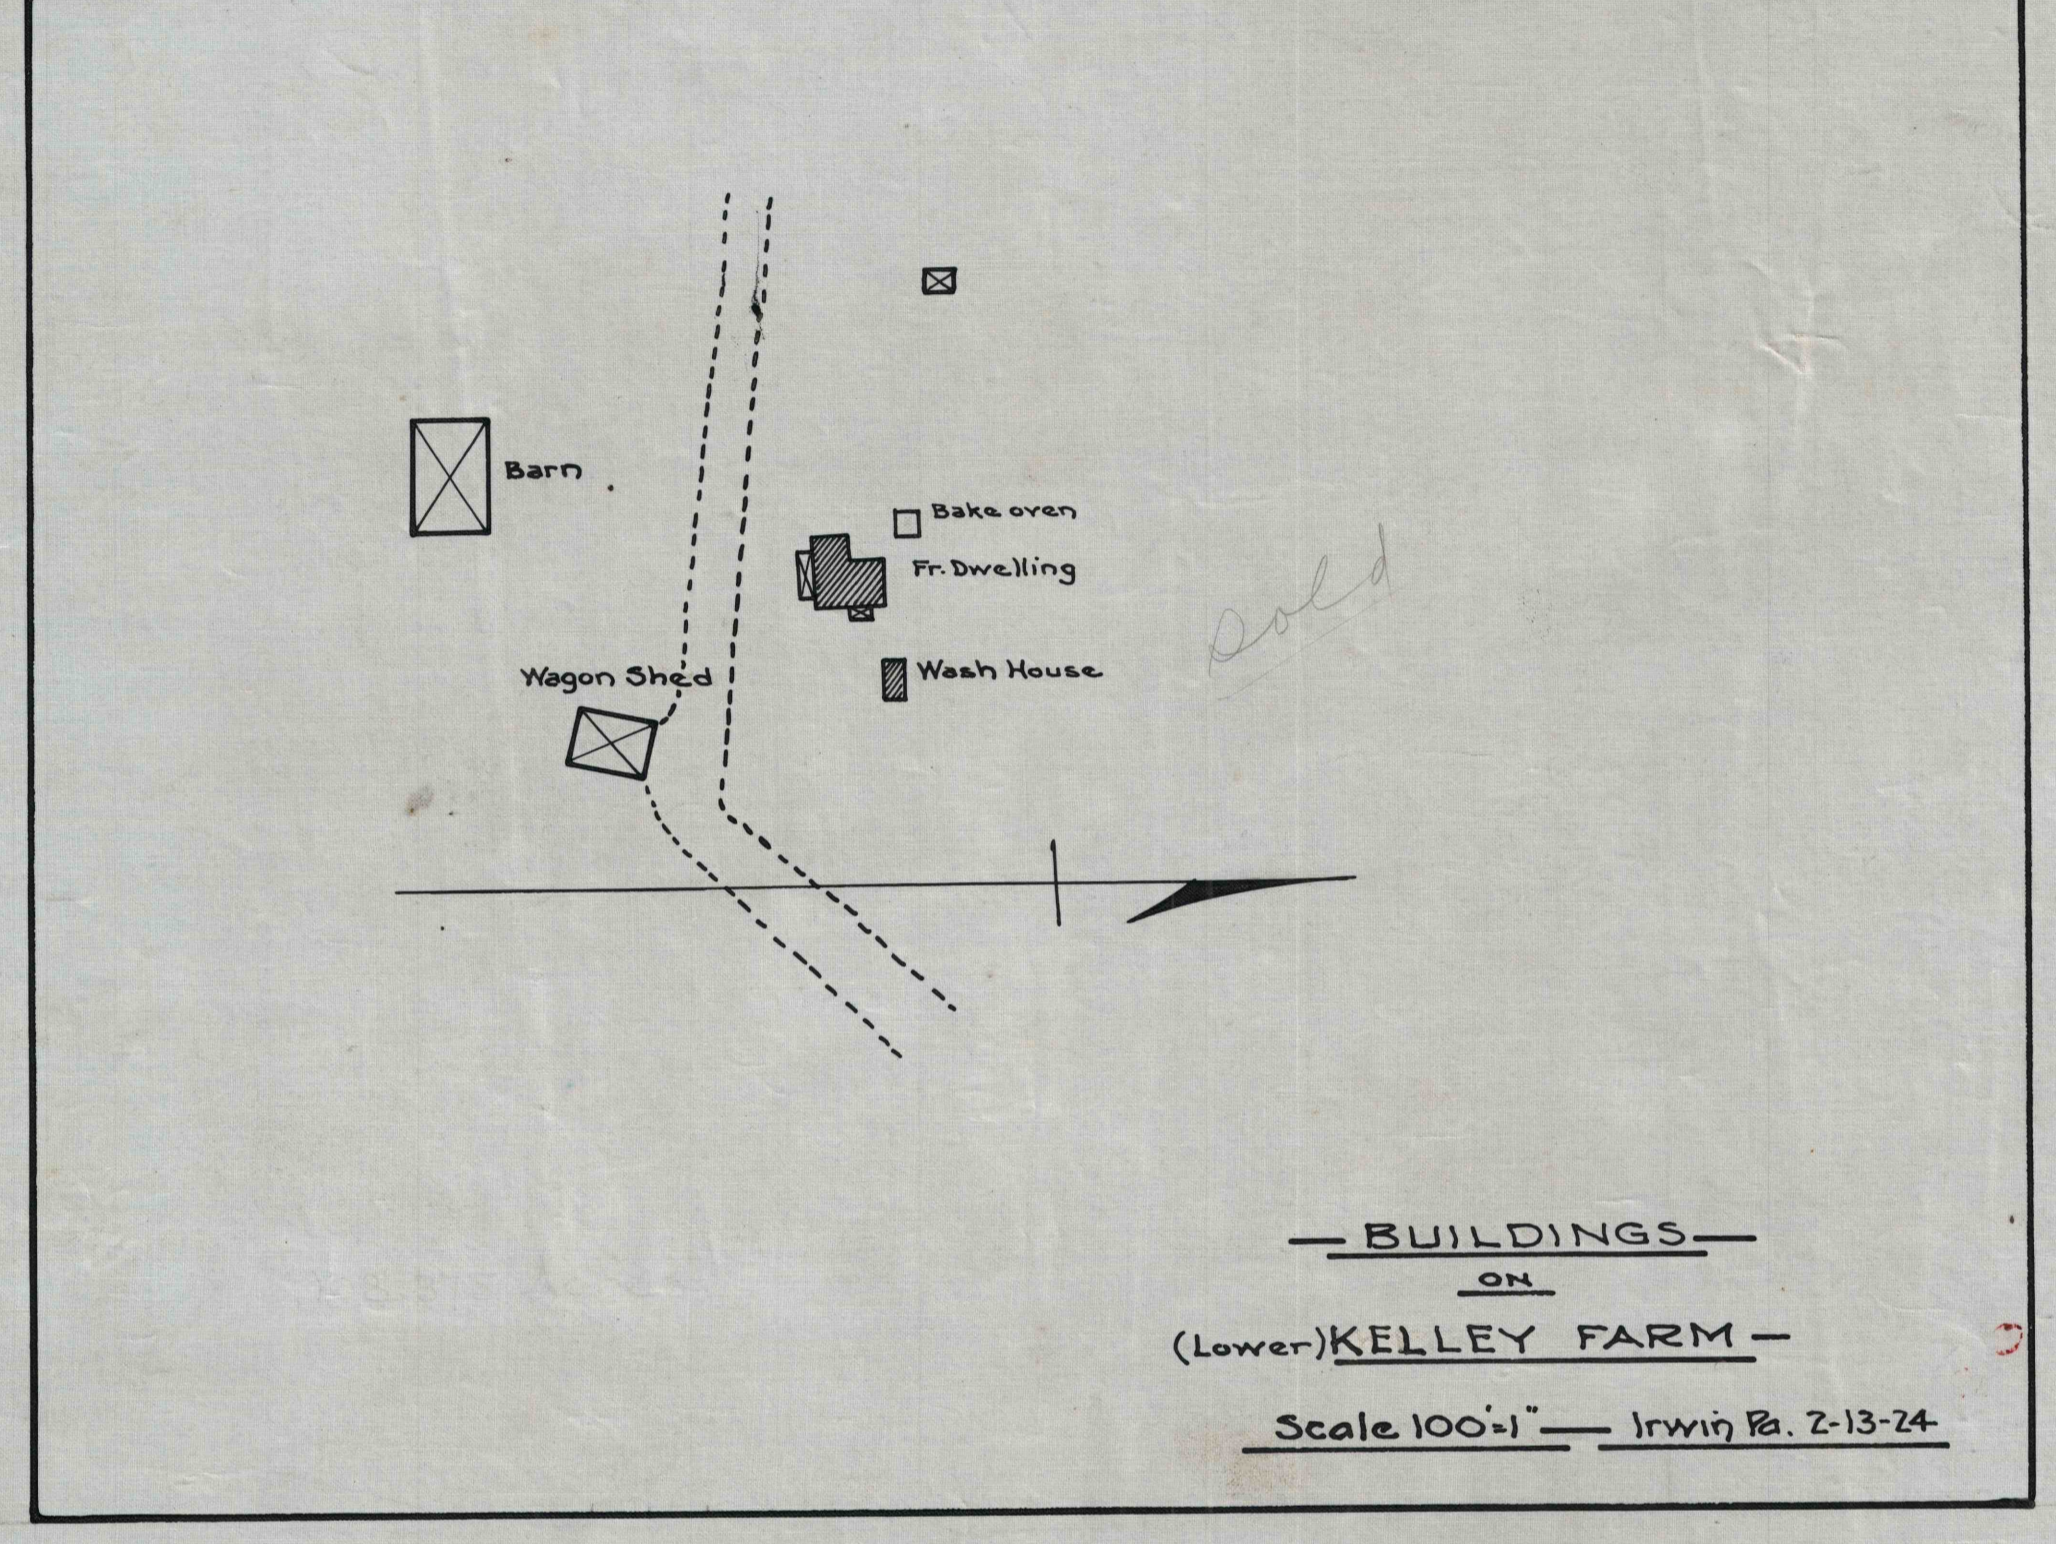 Barn
Bake oven
Fr. Dwelling
Wagon Shed
Wash House
Sold
— BUILDINGS —
ON
(Lower) KELLEY FARM —
Scale 100'=1" — Irwin Pa. 2-13-24